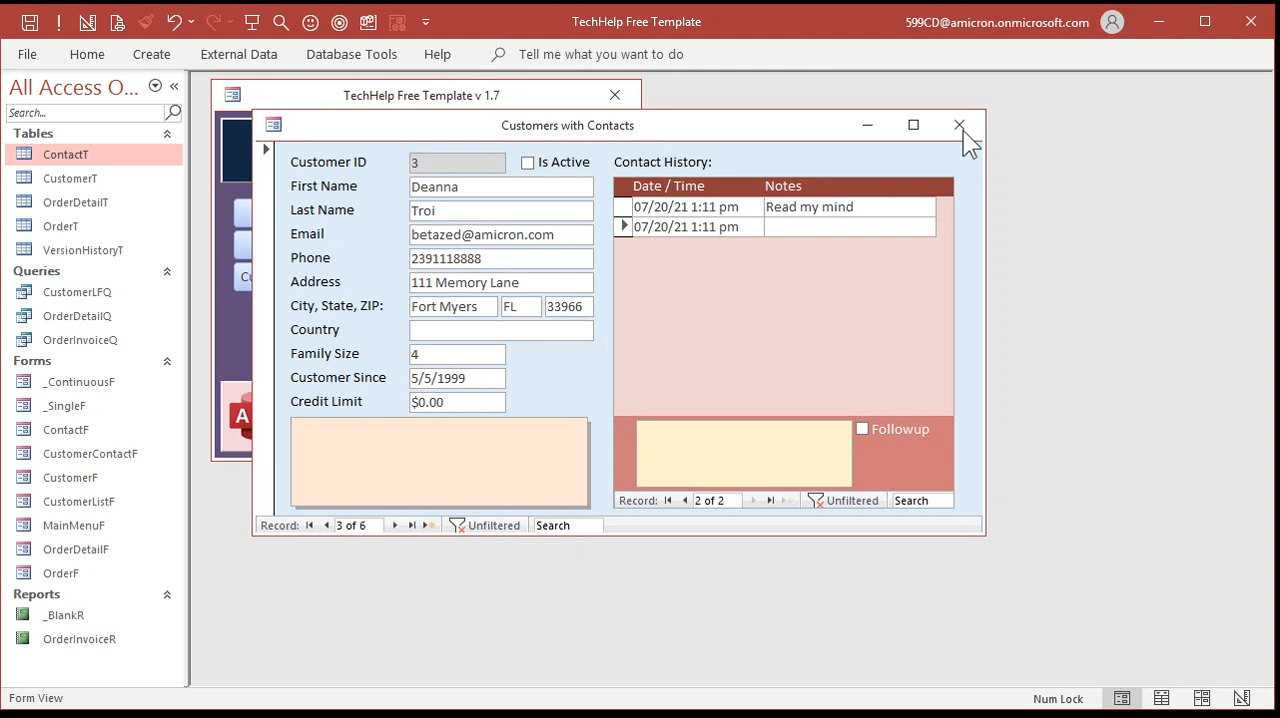 TechHelp Free Template
599CD@amicron.onmicrosoft.com
File Home Create External Data Database Tools Help Tell me what you want to do
All Access O...
Search...
Tables
ContactT
CustomerT
OrderDetailT
OrderT
VersionHistoryT
Queries
CustomerLFQ
OrderDetailQ
OrderInvoiceQ
Forms
_ContinuousF
_SingleF
ContactF
CustomerContactF
CustomerF
CustomerListF
MainMenuF
OrderDetailF
OrderF
Reports
_BlankR
OrderInvoiceR
TechHelp Free Template v 1.7
Cu
A
Customers with Contacts
Customer ID 3 Is Active
First Name Deanna
Last Name Troi
Email betazed@amicron.com
Phone 2391118888
Address 111 Memory Lane
City, State, ZIP: Fort Myers FL 33966
Country
Family Size 4
Customer Since 5/5/1999
Credit Limit $0.00
Contact History:
Date / Time Notes
07/20/21 1:11 pm Read my mind
07/20/21 1:11 pm
Followup
Record: 2 of 2 Unfiltered Search
Record: 3 of 6 Unfiltered Search
Form View
Num Lock